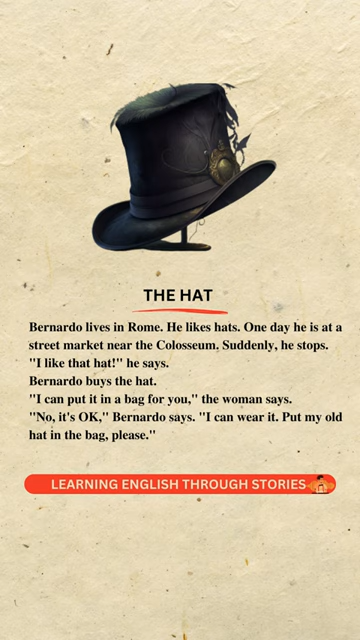 THE HAT
Bernardo lives in Rome. He likes hats. One day he is at a
street market near the Colosseum. Suddenly, he stops.
"I like that hat!" he says.
Bernardo buys the hat.
"I can put it in a bag for you," the woman says.
"No, it's OK," Bernardo says. "I can wear it. Put my old
hat in the bag, please."
LEARNING ENGLISH THROUGH STORIES